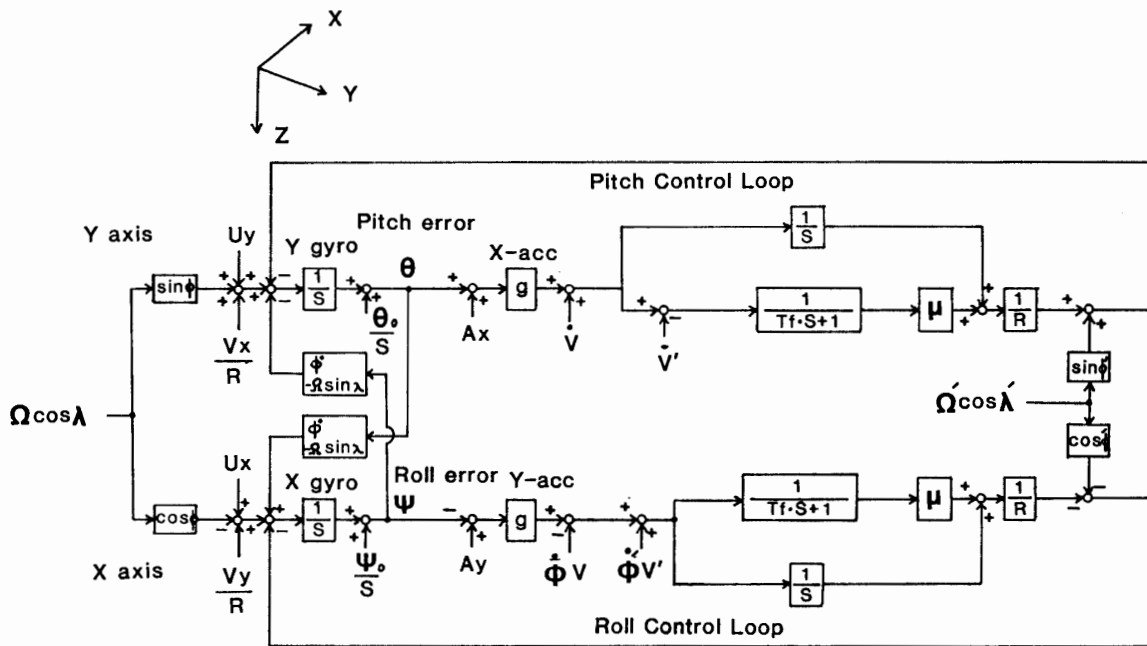 X
Y
Z
Pitch Control Loop
Y axis
Uy
Y gyro
Pitch error
X-acc
1/S
sinϕ
1/S
θ
g
1/(Tf·S+1)
μ
1/R
Vx/R
θ₀/S
Ax
V̇
V̇'
sinϕ'
ϕ̇
-Ωsinλ
Ωcosλ
Ω'cosλ'
ϕ̇
-Ωsinλ
cosϕ'
Ux
X gyro
Roll error
Y-acc
cosϕ
1/S
Ψ
g
1/(Tf·S+1)
μ
1/R
X axis
Vy/R
Ψ₀/S
Ay
Φ̇ V
Φ̇' V'
1/S
Roll Control Loop